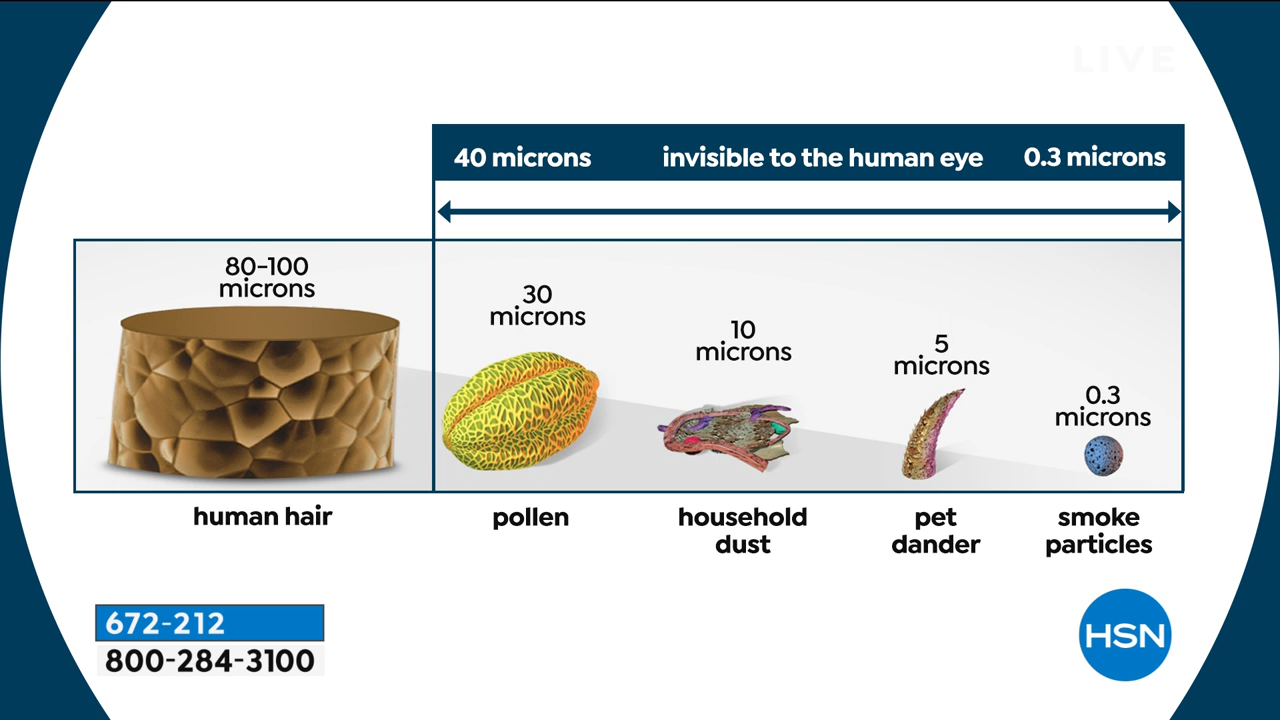 LIVE
40 microns invisible to the human eye 0.3 microns
80-100
microns
30
microns
10
microns
5
microns
0.3
microns
human hair
pollen
household
dust
pet
dander
smoke
particles
672-212
800-284-3100
HSN